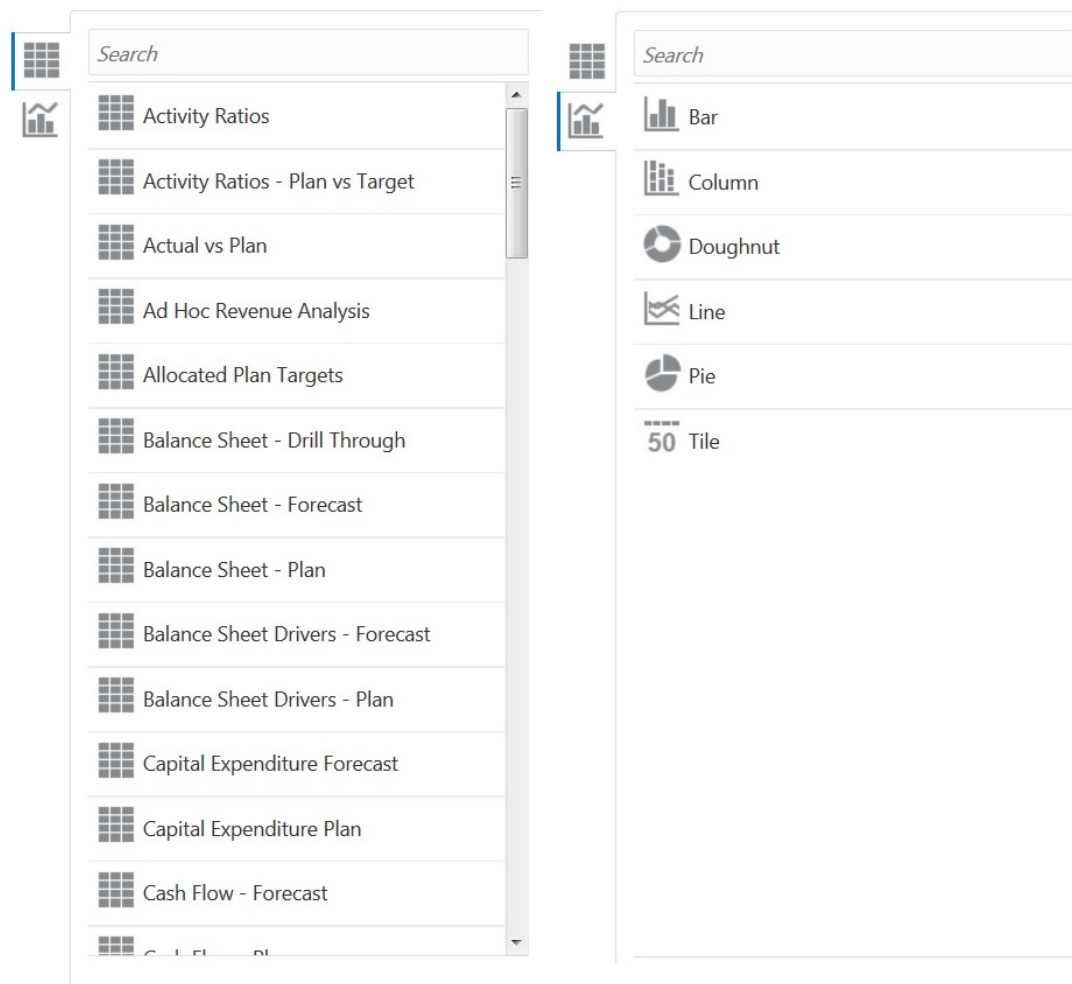 Search
Activity Ratios
Activity Ratios - Plan vs Target
Actual vs Plan
Ad Hoc Revenue Analysis
Allocated Plan Targets
Balance Sheet - Drill Through
Balance Sheet - Forecast
Balance Sheet - Plan
Balance Sheet Drivers - Forecast
Balance Sheet Drivers - Plan
Capital Expenditure Forecast
Capital Expenditure Plan
Cash Flow - Forecast
Search
Bar
Column
Doughnut
Line
Pie
50 Tile